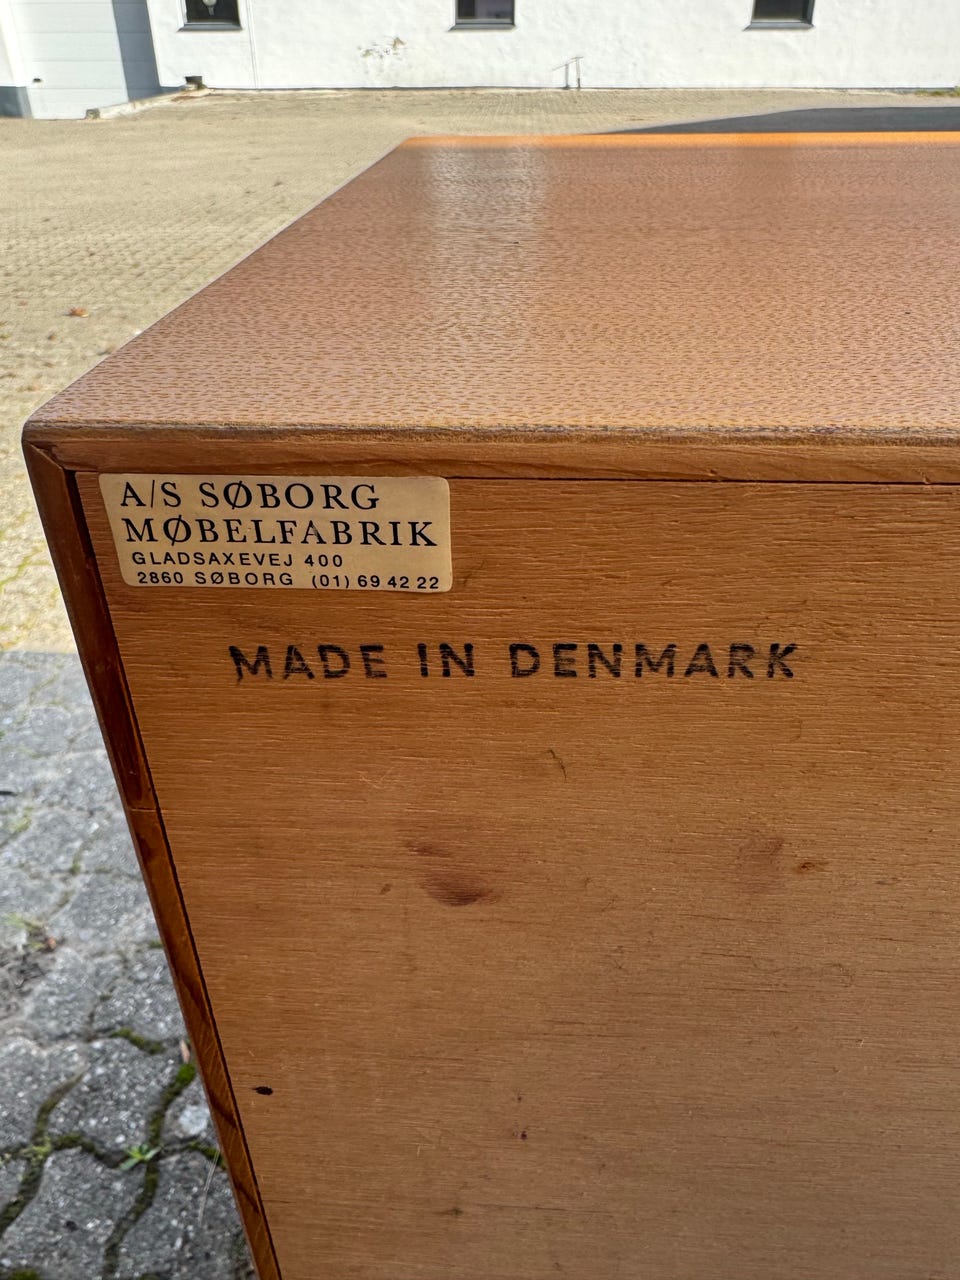 A/S SØBORG
MØBELFABRIK
GLADSAXEVEJ 400
2860 SØBORG (01) 69 42 22
MADE IN DENMARK